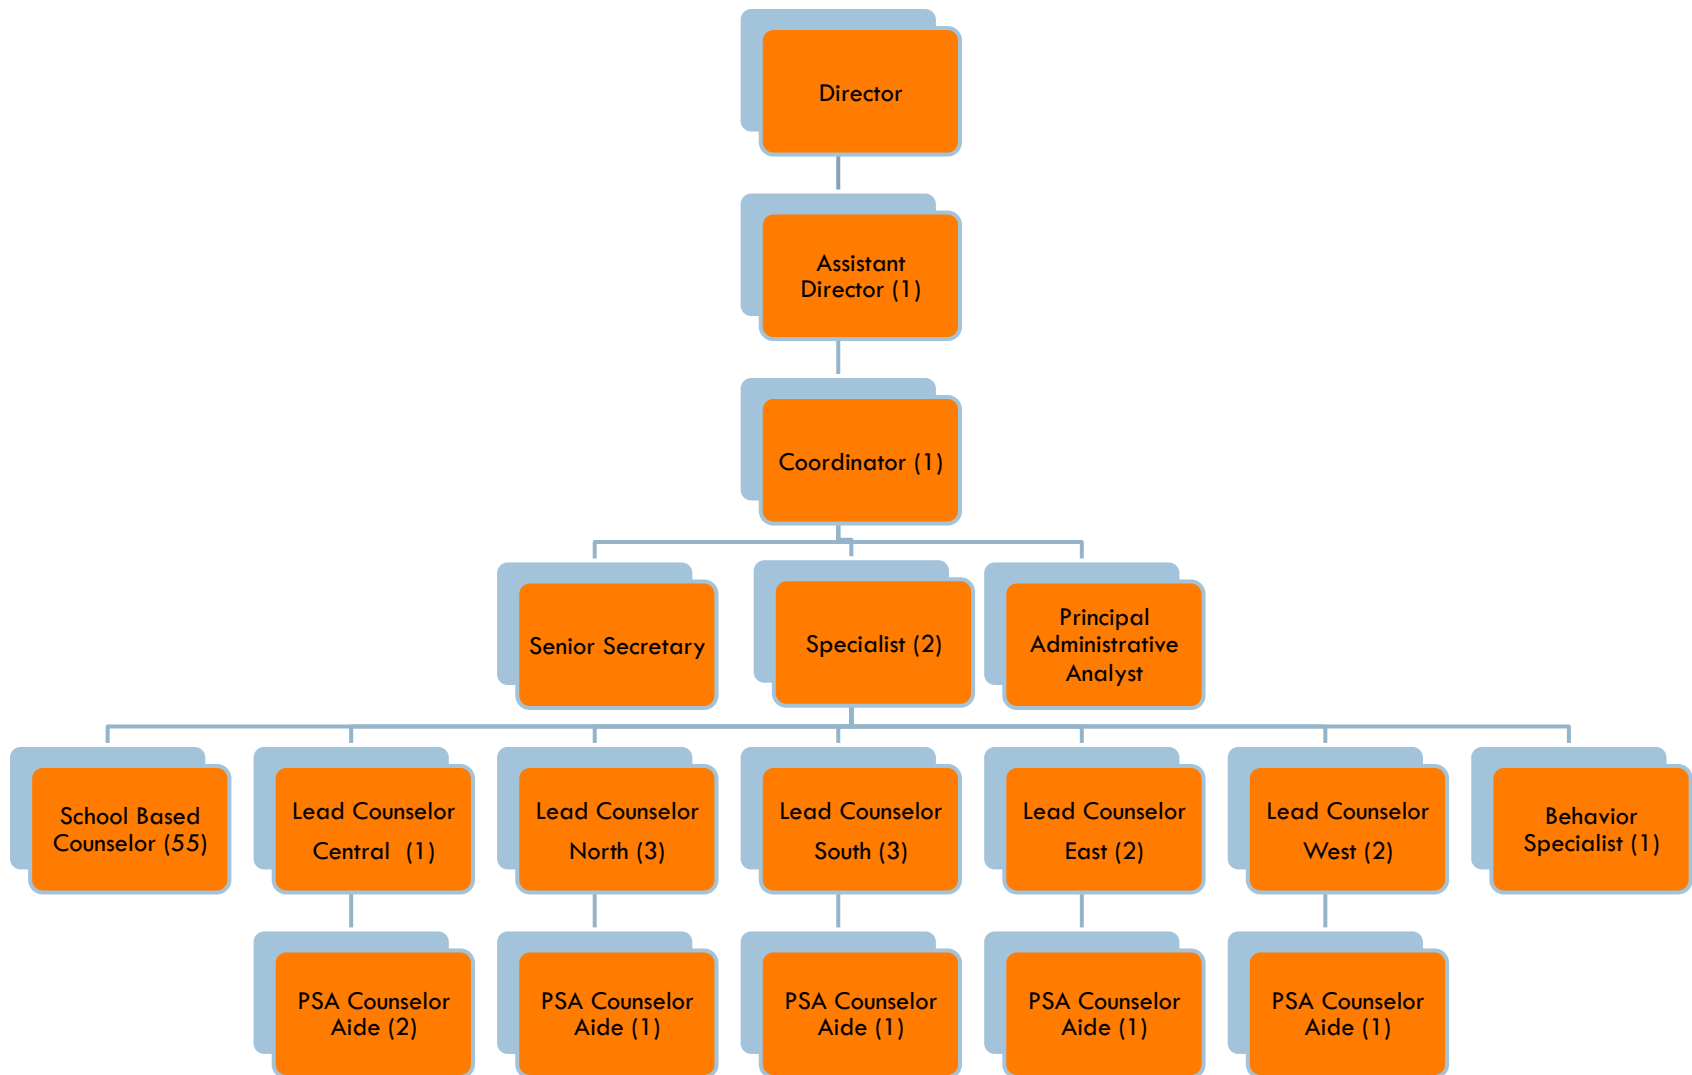 Director
Assistant
Director (1)
Coordinator (1)
Senior Secretary
Specialist (2)
Principal
Administrative
Analyst
School Based
Counselor (55)
Lead Counselor
Central (1)
Lead Counselor
North (3)
Lead Counselor
South (3)
Lead Counselor
East (2)
Lead Counselor
West (2)
Behavior
Specialist (1)
PSA Counselor
Aide (2)
PSA Counselor
Aide (1)
PSA Counselor
Aide (1)
PSA Counselor
Aide (1)
PSA Counselor
Aide (1)